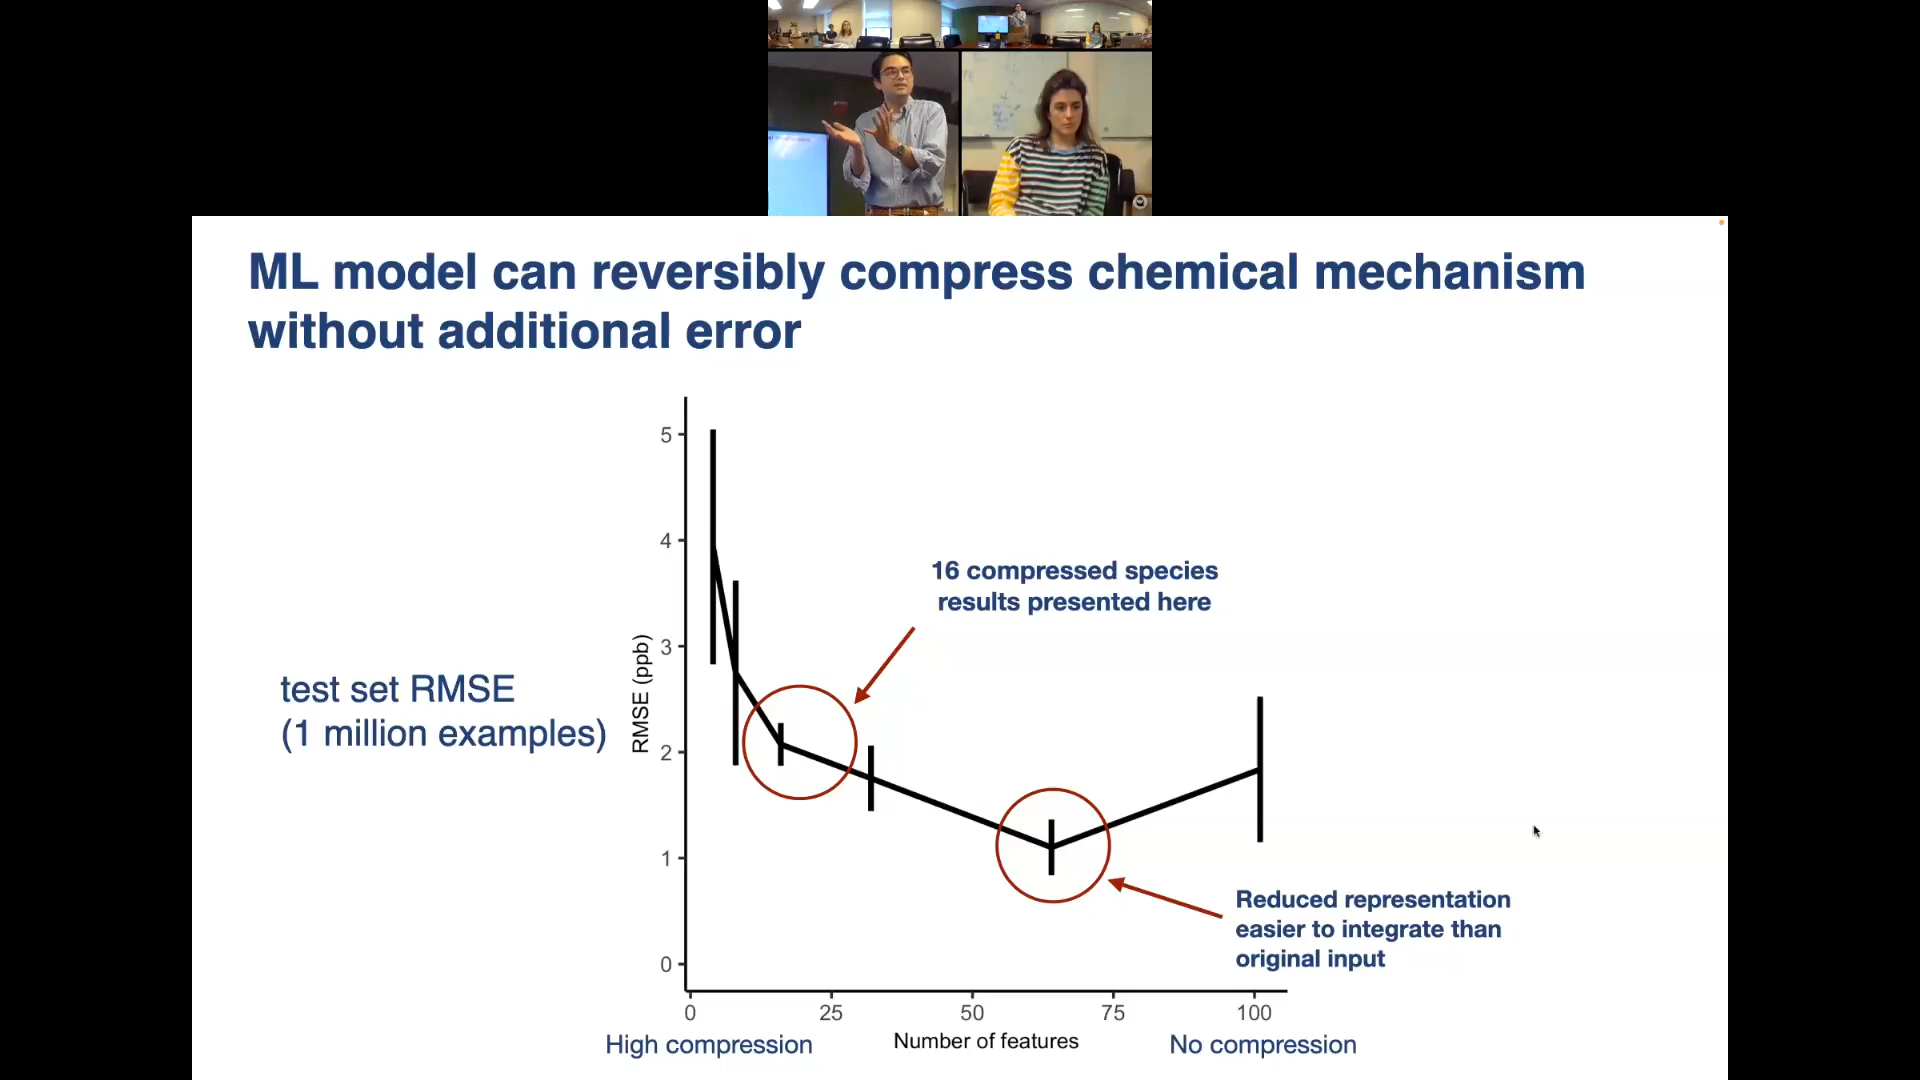 ML model can reversibly compress chemical mechanism
without additional error
test set RMSE
(1 million examples)
RMSE (ppb)
5
4
3
2
1
0
16 compressed species
results presented here
Reduced representation
easier to integrate than
original input
0
25
50
75
100
High compression
Number of features
No compression